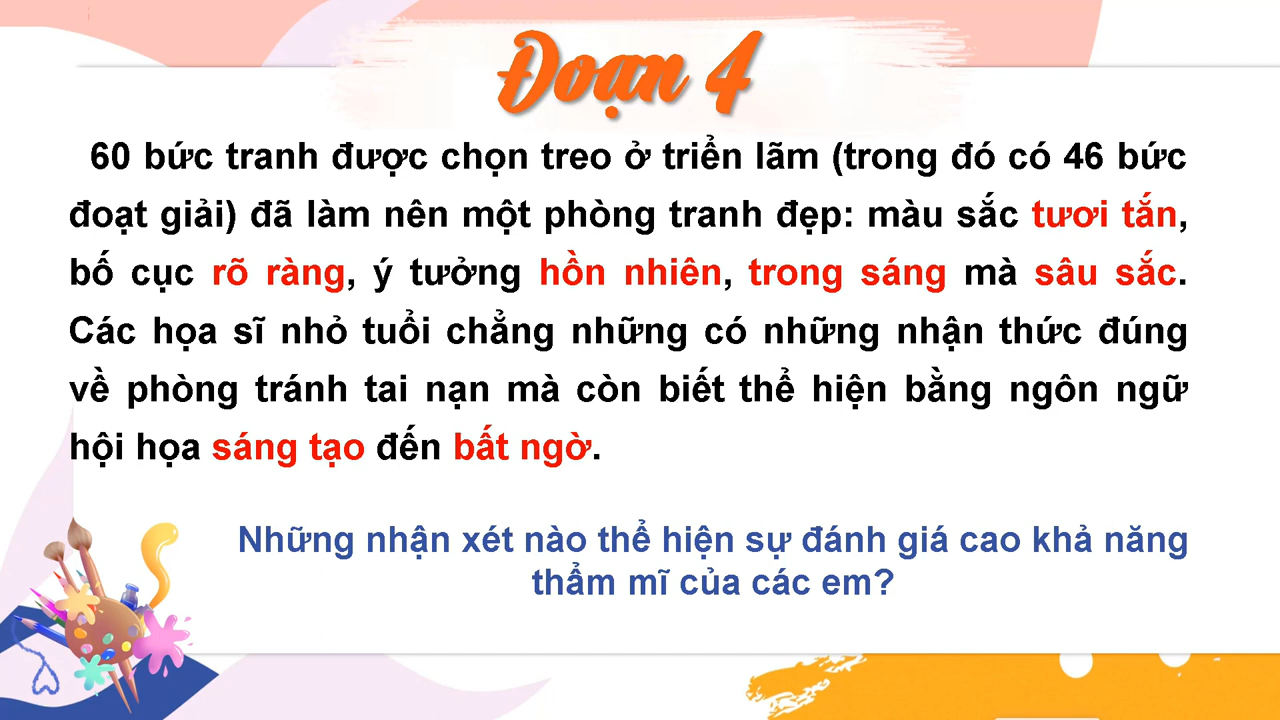 Đoạn 4
60 bức tranh được chọn treo ở triển lãm (trong đó có 46 bức
đoạt giải) đã làm nên một phòng tranh đẹp: màu sắc tươi tắn,
bố cục rõ ràng, ý tưởng hồn nhiên, trong sáng mà sâu sắc.
Các họa sĩ nhỏ tuổi chẳng những có những nhận thức đúng
về phòng tránh tai nạn mà còn biết thể hiện bằng ngôn ngữ
hội họa sáng tạo đến bất ngờ.
Những nhận xét nào thể hiện sự đánh giá cao khả năng
thẩm mĩ của các em?